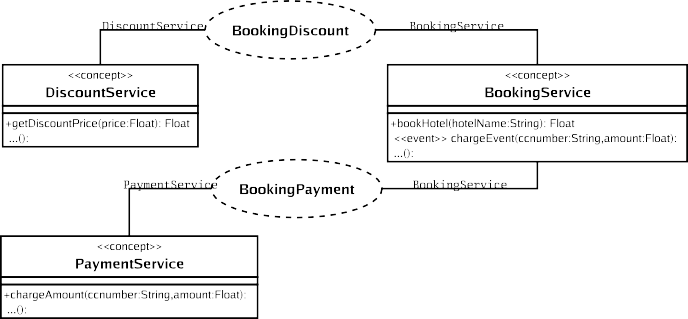 DiscountService
BookingDiscount
BookingService
<<concept>>
DiscountService
+getDiscountPrice(price:Float): Float
...():
<<concept>>
BookingService
+bookHotel(hotelName:String): Float
<<event>> chargeEvent(ccnumber:String,amount:Float):
...():
PaymentService
BookingPayment
BookingService
<<concept>>
PaymentService
+chargeAmount(ccnumber:String,amount:Float):
...():